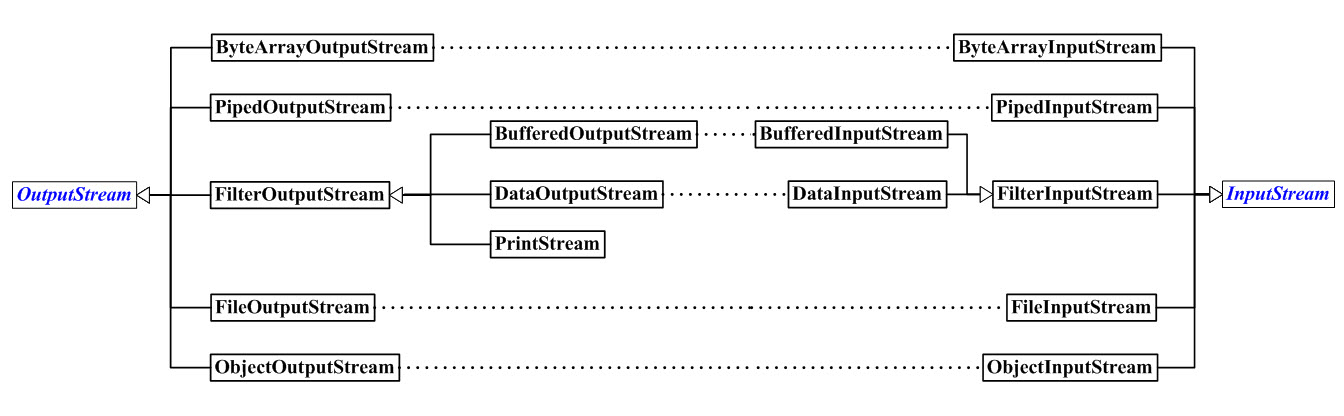 ByteArrayOutputStream ByteArrayInputStream
PipedOutputStream PipedInputStream
BufferedOutputStream BufferedInputStream
OutputStream FilterOutputStream DataOutputStream DataInputStream FilterInputStream InputStream
PrintStream
FileOutputStream FileInputStream
ObjectOutputStream ObjectInputStream